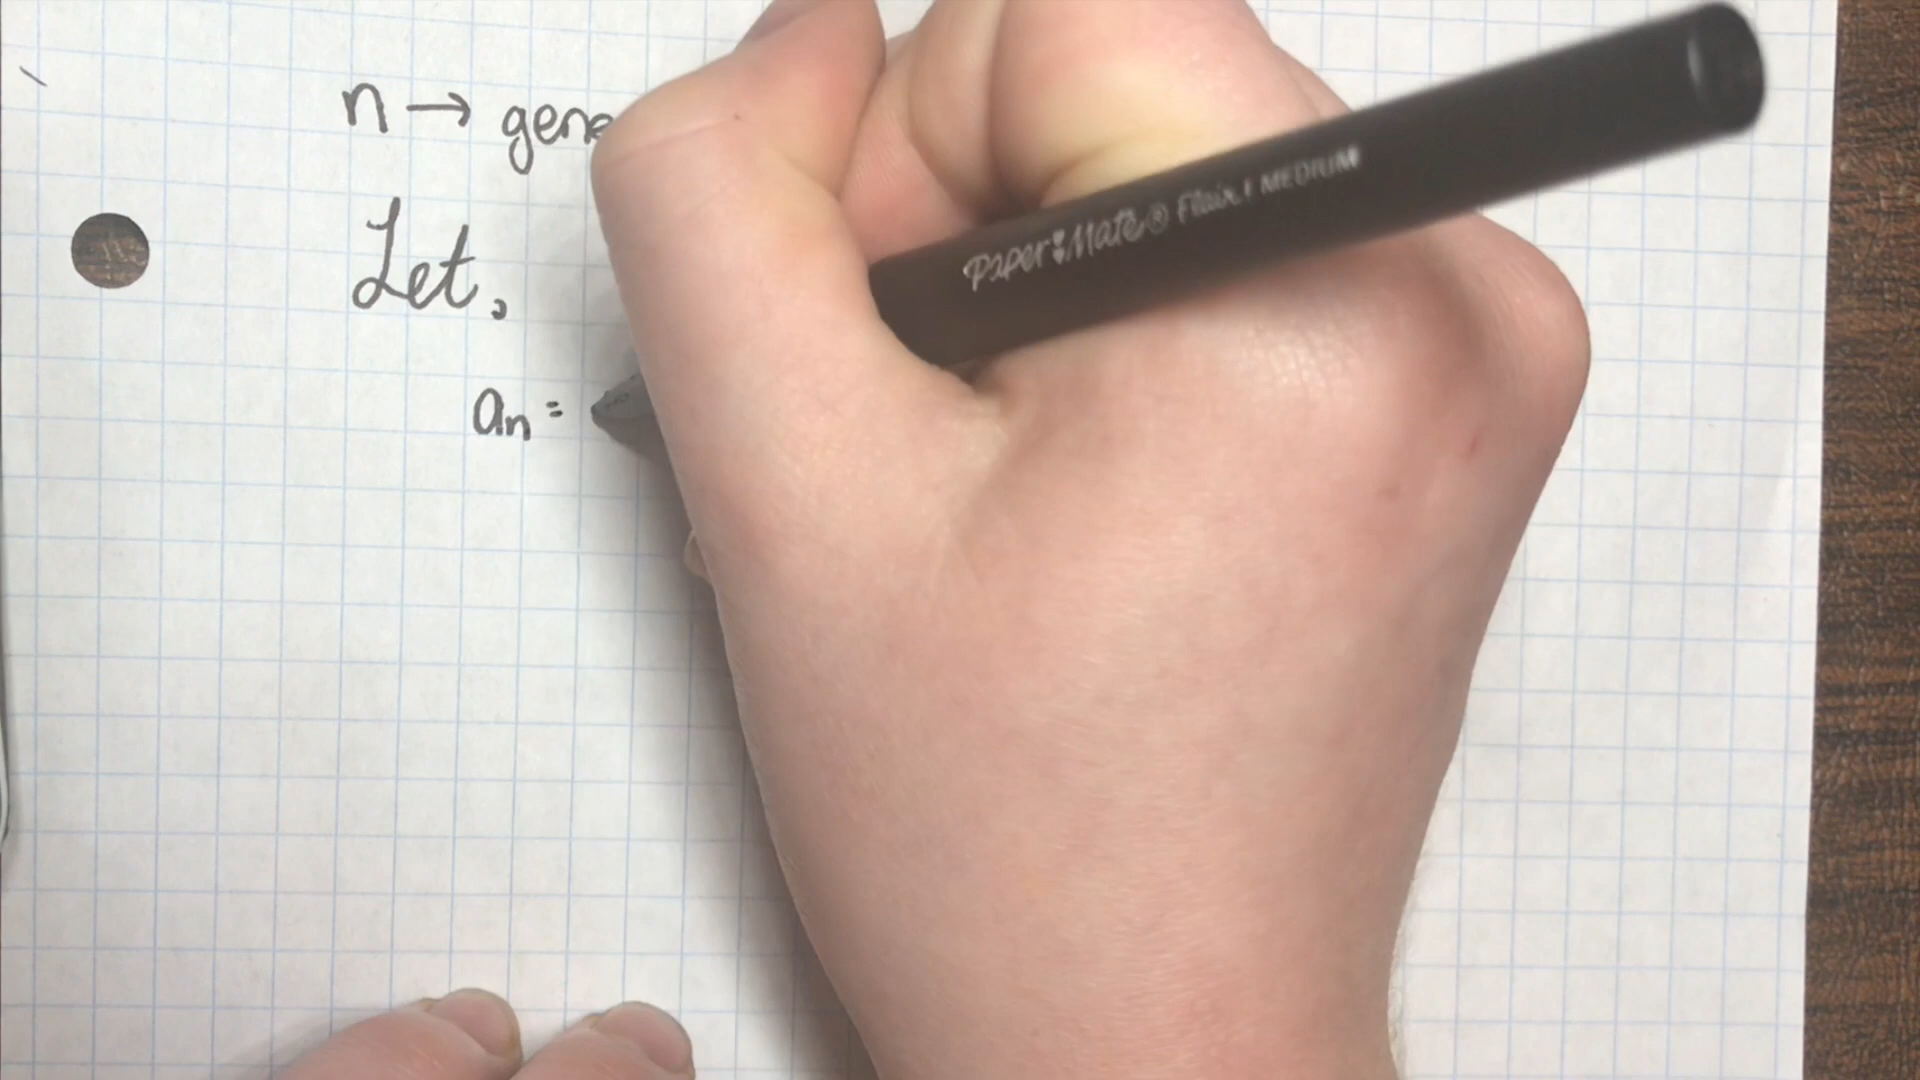 n → gene
Let,
an =
Paper Mate® Flair! MEDIUM